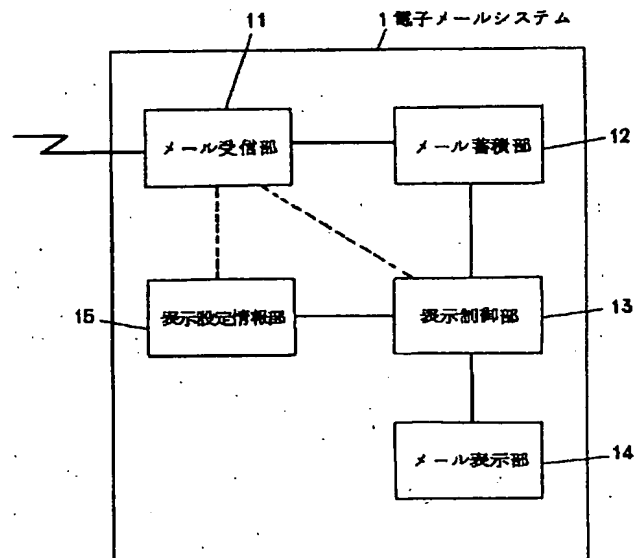 11
1 電子メールシステム
メール受信部
メール蓄積部
12
表示設定情報部
15
表示制御部
13
メール表示部
14